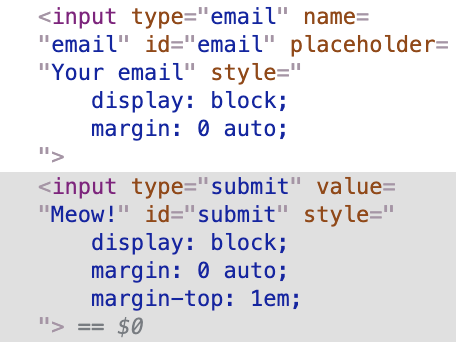 <input type="email" name=
"email" id="email" placeholder=
"Your email" style="
display: block;
margin: 0 auto;
">
<input type="submit" value=
"Meow!" id="submit" style="
display: block;
margin: 0 auto;
margin-top: 1em;
"> == $0